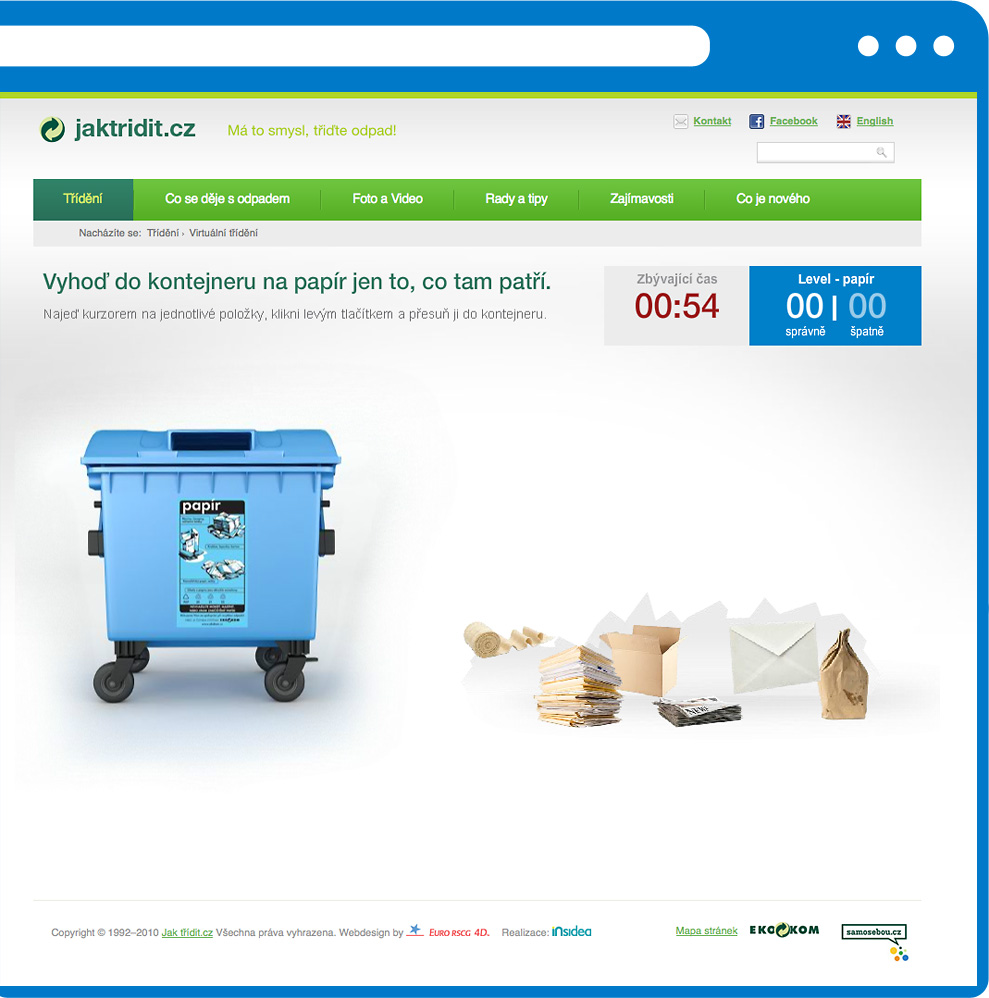 jaktridit.cz
Má to smysl, třiďte odpad!
Kontakt
Facebook
English
Třídění
Co se děje s odpadem
Foto a Video
Rady a tipy
Zajímavosti
Co je nového
Nacházíte se: Třídění › Virtuální třídění
Vyhoď do kontejneru na papír jen to, co tam patří.
Najeď kurzorem na jednotlivé položky, klikni levým tlačítkem a přesuň ji do kontejneru.
Zbývající čas
00:54
Level - papír
00 | 00
správně špatně
papír
Copyright © 1992–2010 Jak třídit.cz Všechna práva vyhrazena. Webdesign by EURO RSCG 4D. Realizace: insidea
Mapa stránek
EKOKOM
samosebou.cz